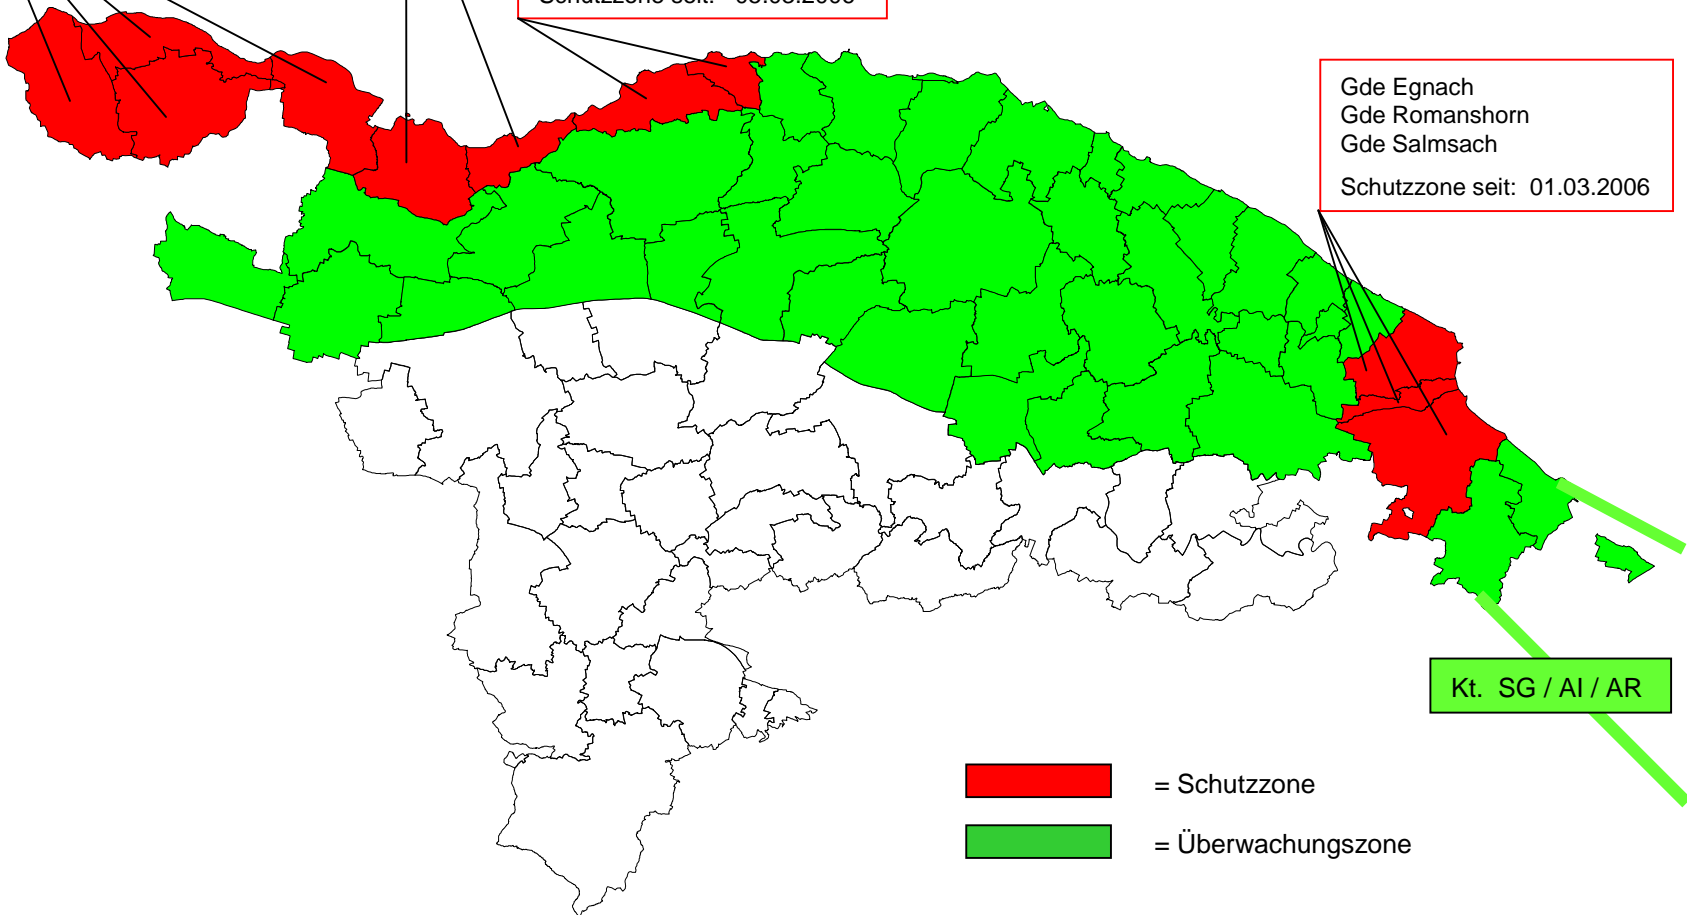 Gde Egnach
Gde Romanshorn
Gde Salmsach
Schutzzone seit: 01.03.2006
Kt. SG / AI / AR
= Schutzzone
= Überwachungszone